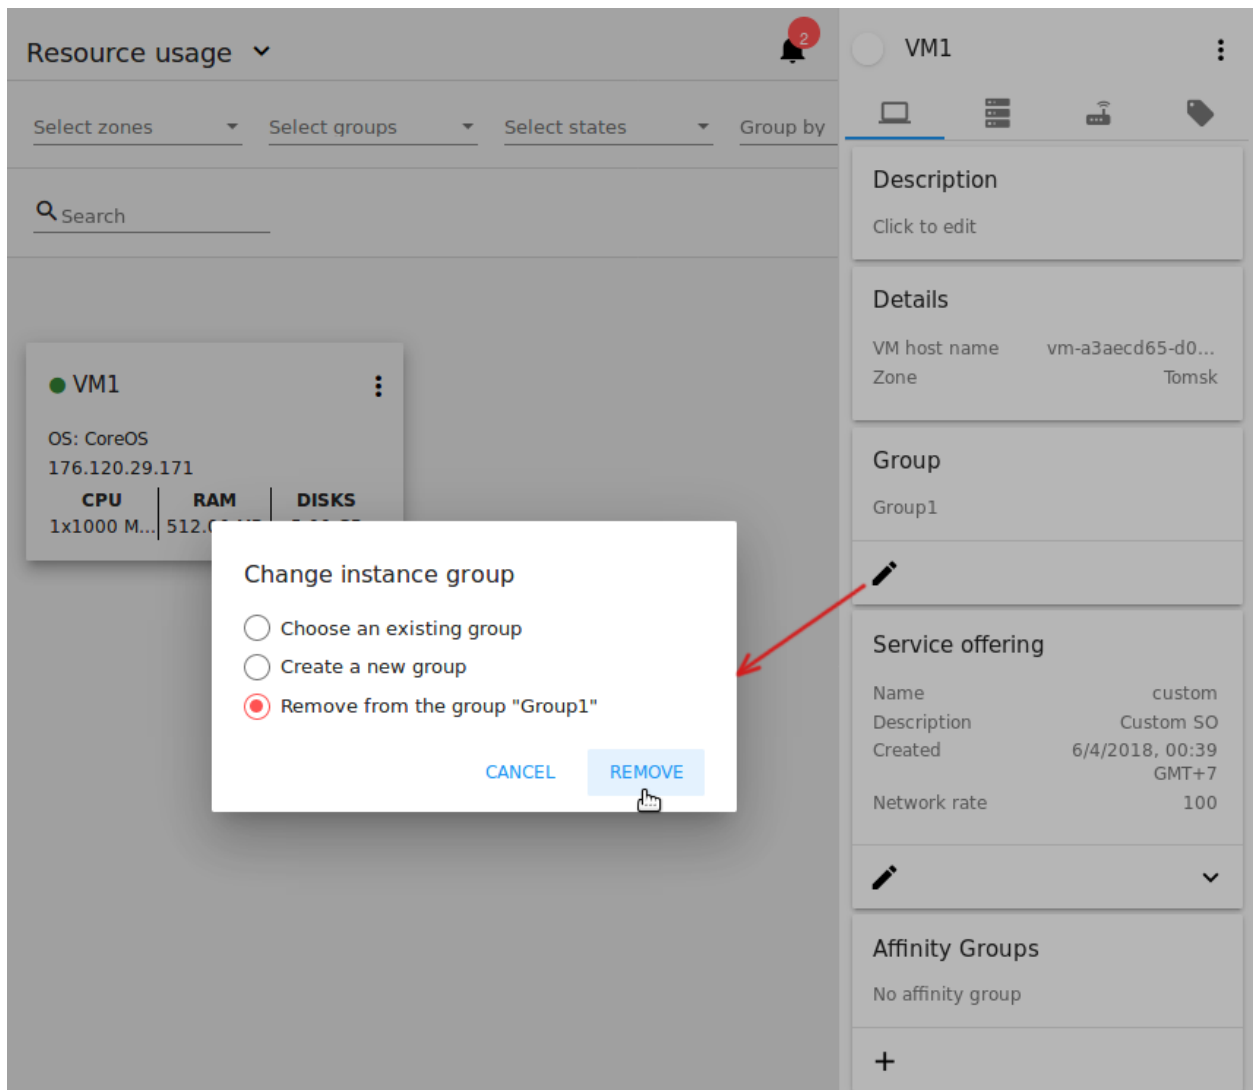 Resource usage
2
Select zones
Select groups
Select states
Group by
Search
VM1
OS: CoreOS
176.120.29.171
CPU RAM DISKS
1x1000 M... 512.
Change instance group
Choose an existing group
Create a new group
Remove from the group "Group1"
CANCEL REMOVE
VM1
Description
Click to edit
Details
VM host name vm-a3aecd65-d0...
Zone Tomsk
Group
Group1
Service offering
Name custom
Description Custom SO
Created 6/4/2018, 00:39
GMT+7
Network rate 100
Affinity Groups
No affinity group